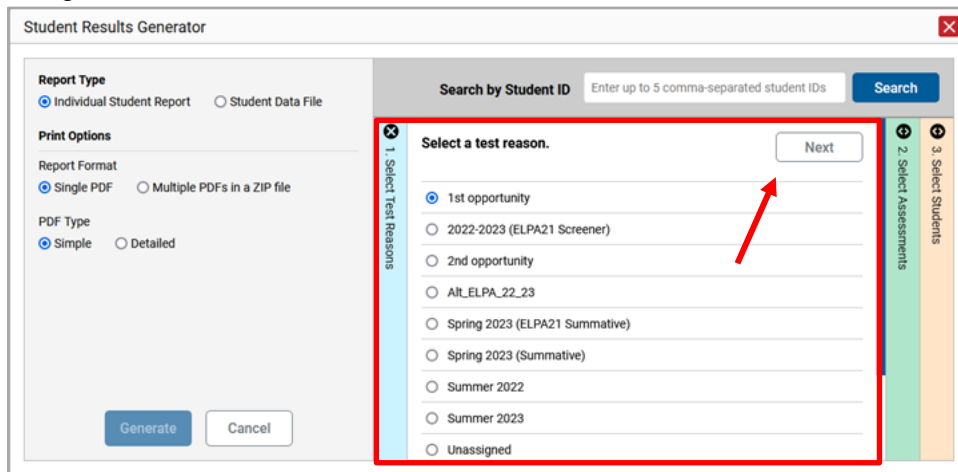 Student Results Generator
Report Type
Individual Student Report Student Data File
Print Options
Report Format
Single PDF Multiple PDFs in a ZIP file
PDF Type
Simple Detailed
Generate Cancel
Search by Student ID Enter up to 5 comma-separated student IDs Search
1. Select Test Reasons
Select a test reason. Next
1st opportunity
2022-2023 (ELPA21 Screener)
2nd opportunity
Alt_ELPA_22_23
Spring 2023 (ELPA21 Summative)
Spring 2023 (Summative)
Summer 2022
Summer 2023
Unassigned
2. Select Assessments
3. Select Students